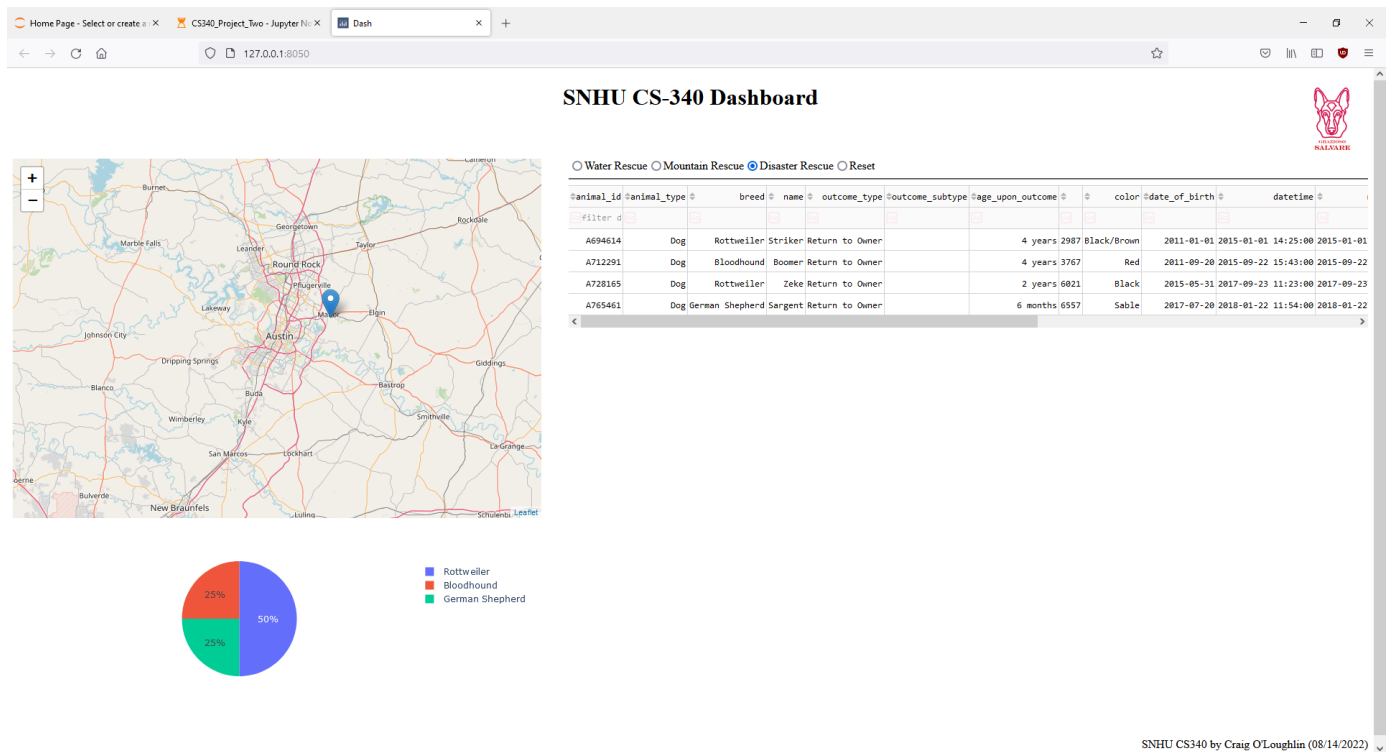 Home Page - Select or create a
CS340_Project_Two - Jupyter No
Dash
127.0.0.1:8050
SNHU CS-340 Dashboard
GRAZIOSO
SALVARE
+
−
Cameron
Burnet
Rockdale
Georgetown
Marble Falls
Leander
Taylor
Round Rock
Pflugerville
Lakeway
Manor
Elgin
Johnson City
Austin
Dripping Springs
Giddings
Blanco
Bastrop
Buda
Wimberley
Kyle
Smithville
San Marcos
Lockhart
La Grange
oerne
Bulverde
New Braunfels
Luling
Schulenb
Leaflet
Water Rescue Mountain Rescue Disaster Rescue Reset
animal_id animal_type breed name outcome_type outcome_subtype age_upon_outcome color date_of_birth datetime
filter d
A694614 Dog Rottweiler Striker Return to Owner 4 years 2987 Black/Brown 2011-01-01 2015-01-01 14:25:00 2015-01-01
A712291 Dog Bloodhound Boomer Return to Owner 4 years 3767 Red 2011-09-20 2015-09-22 15:43:00 2015-09-22
A728165 Dog Rottweiler Zeke Return to Owner 2 years 6021 Black 2015-05-31 2017-09-23 11:23:00 2017-09-23
A765461 Dog German Shepherd Sargent Return to Owner 6 months 6557 Sable 2017-07-20 2018-01-22 11:54:00 2018-01-22
25%
50%
25%
Rottweiler
Bloodhound
German Shepherd
SNHU CS340 by Craig O'Loughlin (08/14/2022)